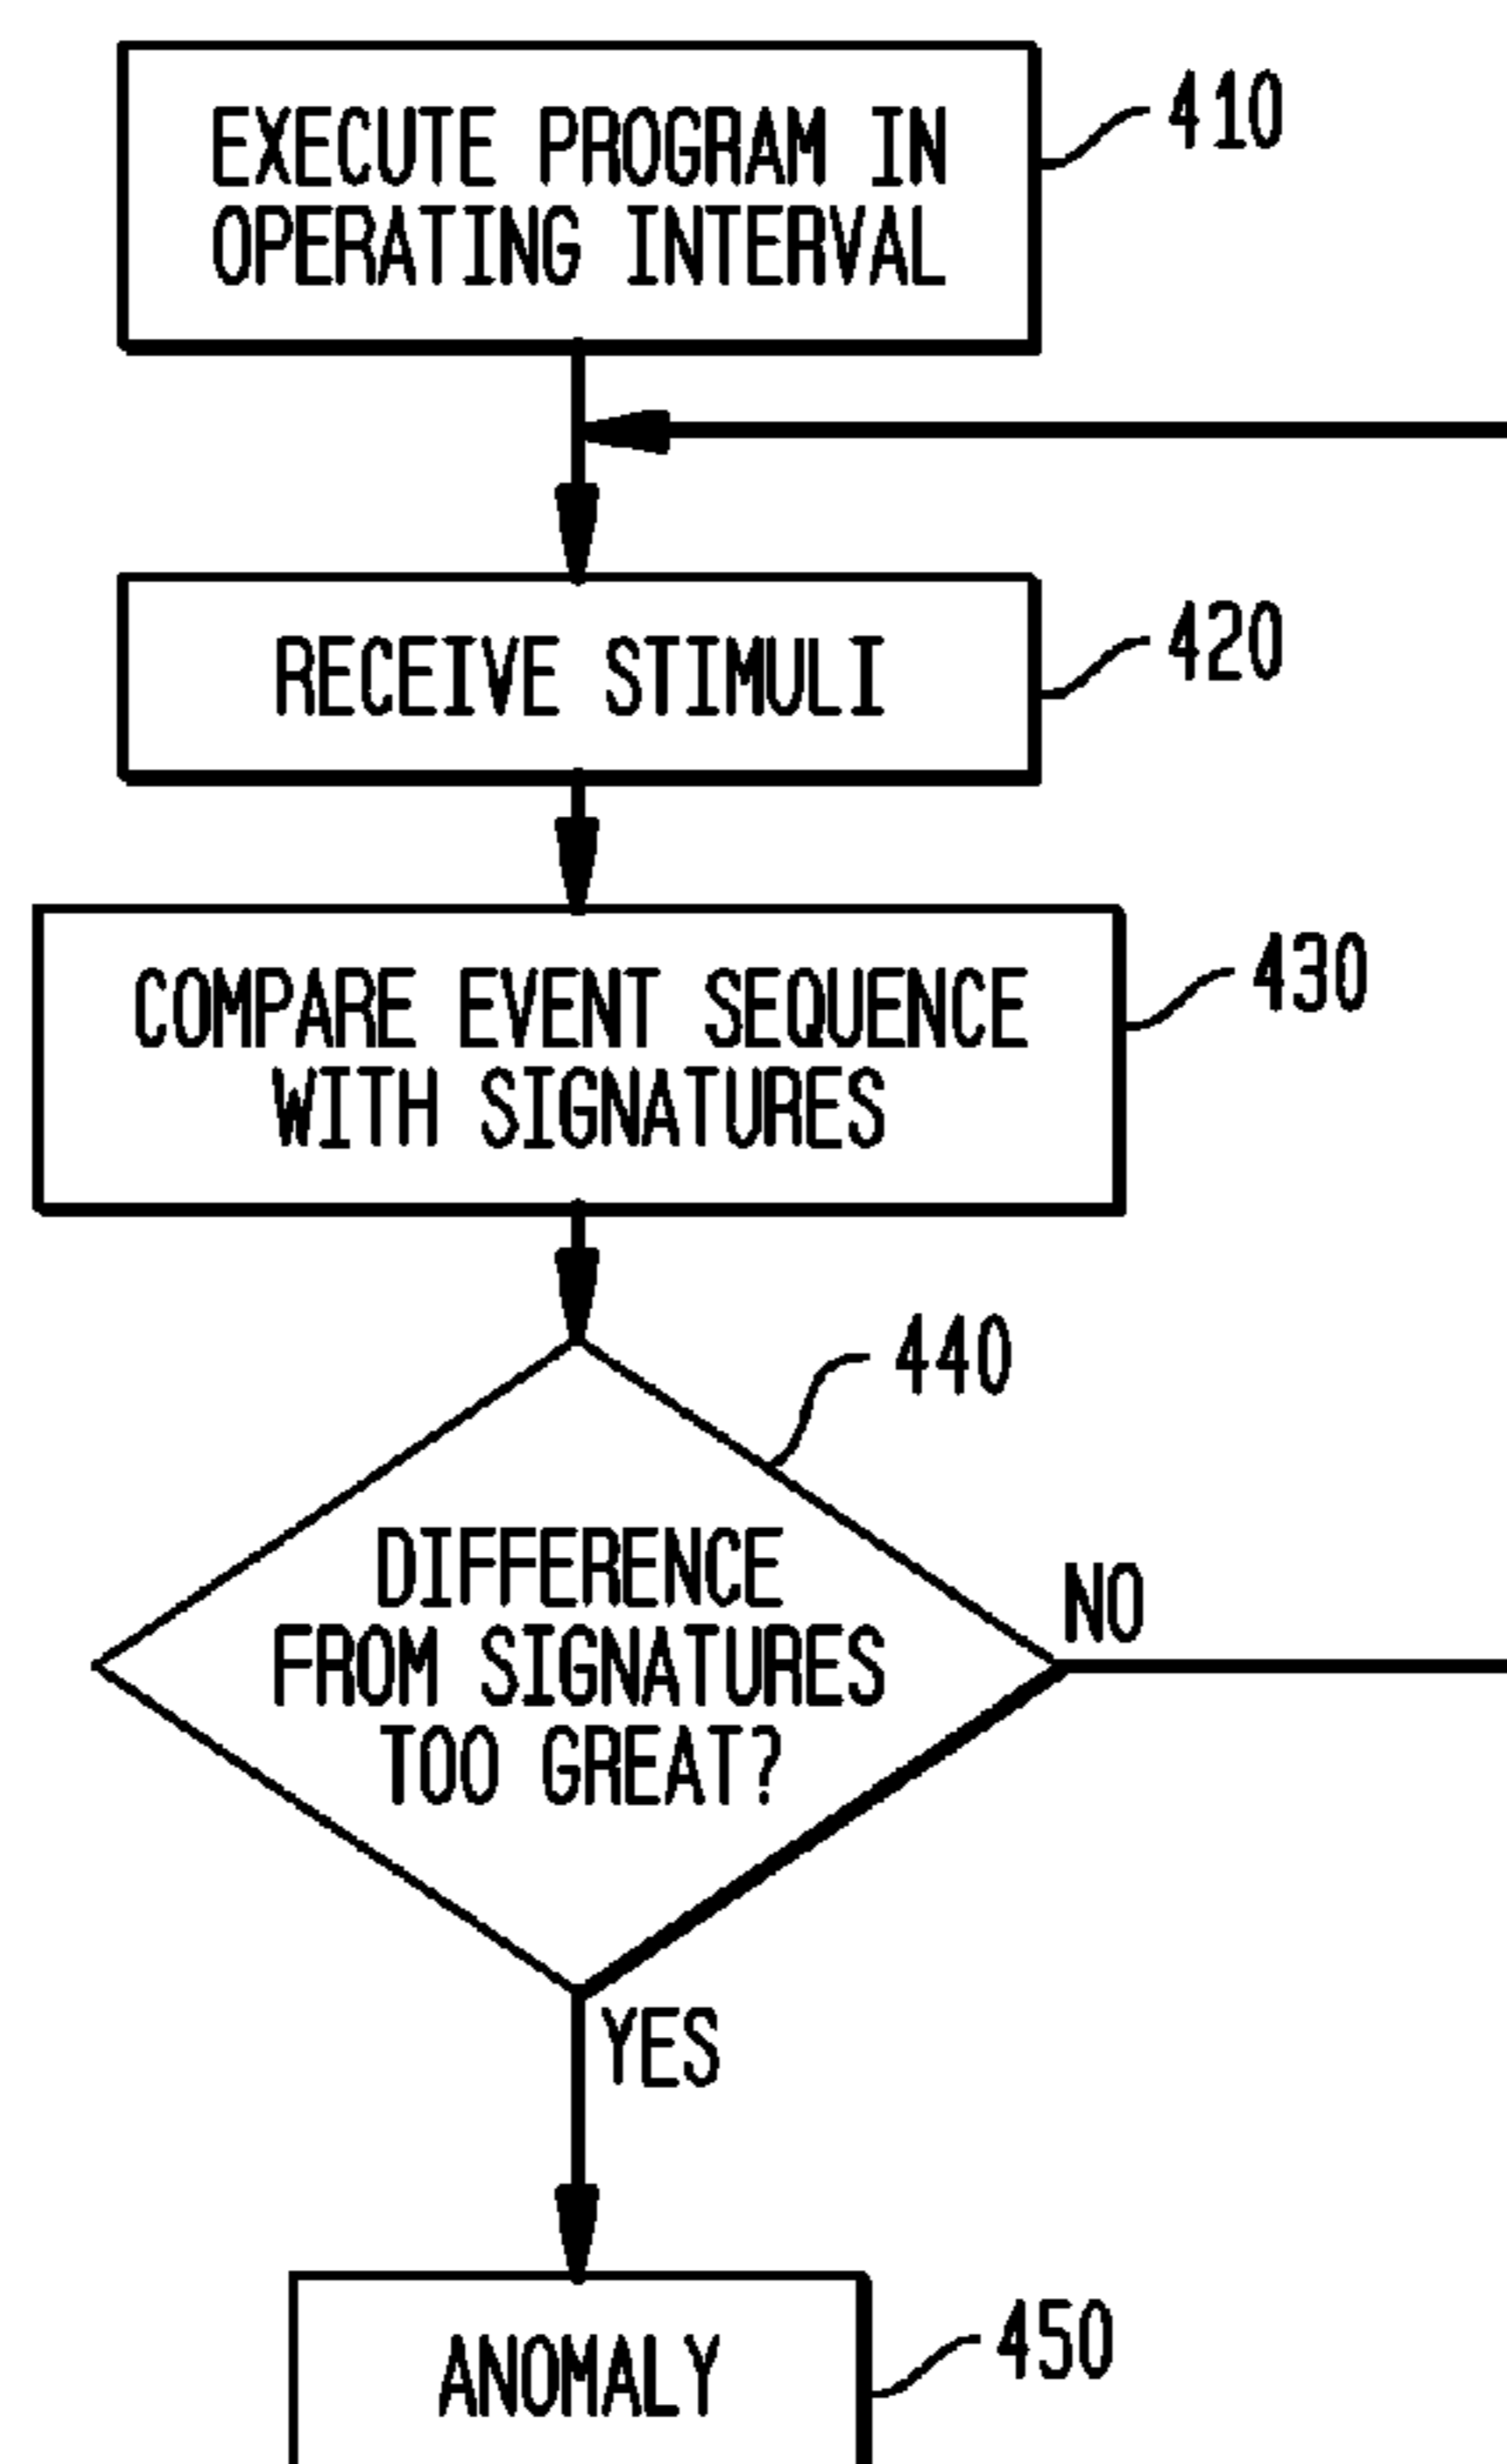 EXECUTE PROGRAM IN
OPERATING INTERVAL
410
RECEIVE STIMULI
420
COMPARE EVENT SEQUENCE
WITH SIGNATURES
430
440
DIFFERENCE
FROM SIGNATURES
TOO GREAT?
NO
YES
ANOMALY
450